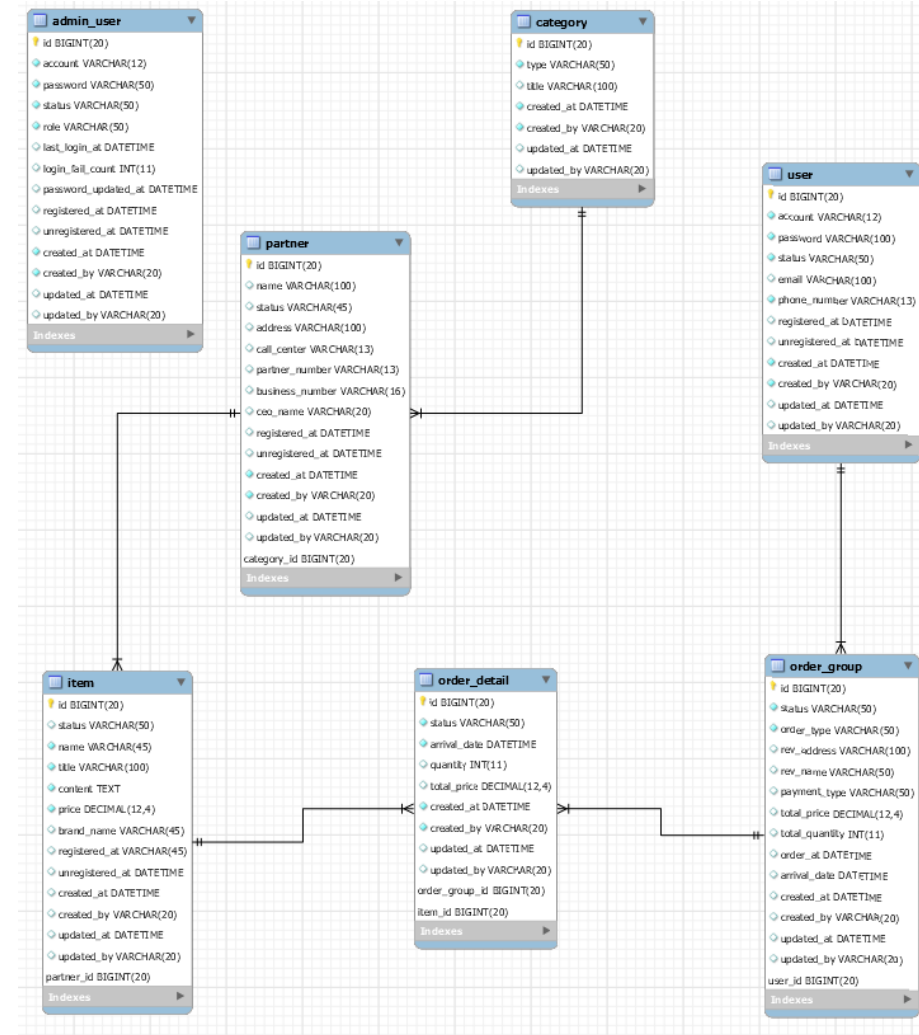 admin_user
id BIGINT(20)
account VARCHAR(12)
password VARCHAR(50)
status VARCHAR(50)
role VARCHAR(50)
last_login_at DATETIME
login_fail_count INT(11)
password_updated_at DATETIME
registered_at DATETIME
unregistered_at DATETIME
created_at DATETIME
created_by VARCHAR(20)
updated_at DATETIME
updated_by VARCHAR(20)
Indexes
category
id BIGINT(20)
type VARCHAR(50)
title VARCHAR(100)
created_at DATETIME
created_by VARCHAR(20)
updated_at DATETIME
updated_by VARCHAR(20)
Indexes
user
id BIGINT(20)
account VARCHAR(12)
password VARCHAR(100)
status VARCHAR(50)
email VARCHAR(100)
phone_number VARCHAR(13)
registered_at DATETIME
unregistered_at DATETIME
created_at DATETIME
created_by VARCHAR(20)
updated_at DATETIME
updated_by VARCHAR(20)
Indexes
partner
id BIGINT(20)
name VARCHAR(100)
status VARCHAR(45)
address VARCHAR(100)
call_center VARCHAR(13)
partner_number VARCHAR(13)
business_number VARCHAR(16)
ceo_name VARCHAR(20)
registered_at DATETIME
unregistered_at DATETIME
created_at DATETIME
created_by VARCHAR(20)
updated_at DATETIME
updated_by VARCHAR(20)
category_id BIGINT(20)
Indexes
item
id BIGINT(20)
status VARCHAR(50)
name VARCHAR(45)
title VARCHAR(100)
content TEXT
price DECIMAL(12,4)
brand_name VARCHAR(45)
registered_at VARCHAR(45)
unregistered_at DATETIME
created_at DATETIME
created_by VARCHAR(20)
updated_at DATETIME
updated_by VARCHAR(20)
partner_id BIGINT(20)
Indexes
order_detail
id BIGINT(20)
status VARCHAR(50)
arrival_date DATETIME
quantity INT(11)
total_price DECIMAL(12,4)
created_at DATETIME
created_by VARCHAR(20)
updated_at DATETIME
updated_by VARCHAR(20)
order_group_id BIGINT(20)
item_id BIGINT(20)
Indexes
order_group
id BIGINT(20)
status VARCHAR(50)
order_type VARCHAR(50)
rev_address VARCHAR(100)
rev_name VARCHAR(50)
payment_type VARCHAR(50)
total_price DECIMAL(12,4)
total_quantity INT(11)
order_at DATETIME
arrival_date DATETIME
created_at DATETIME
created_by VARCHAR(20)
updated_at DATETIME
updated_by VARCHAR(20)
user_id BIGINT(20)
Indexes